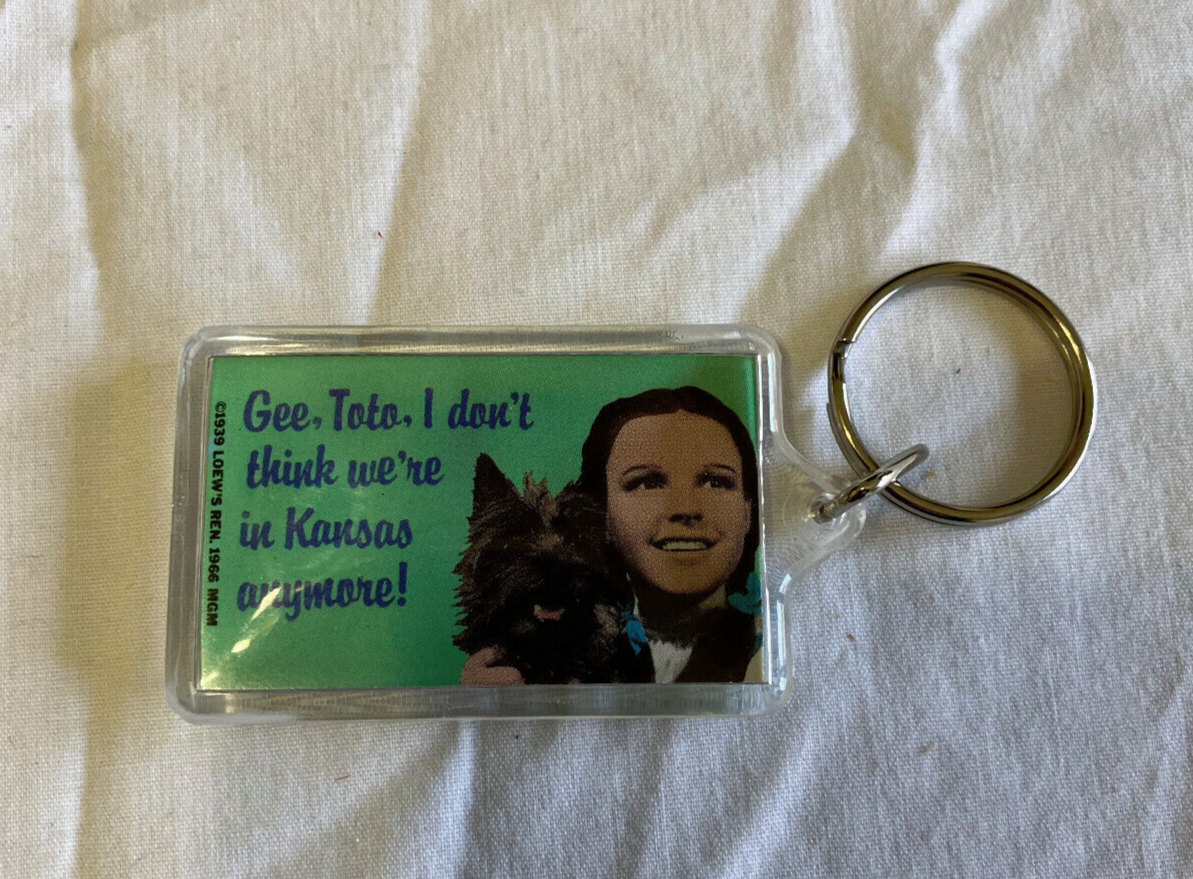 Gee, Toto, I don't
think we're
in Kansas
anymore!
©1939 LOEW'S REN. 1966 MGM